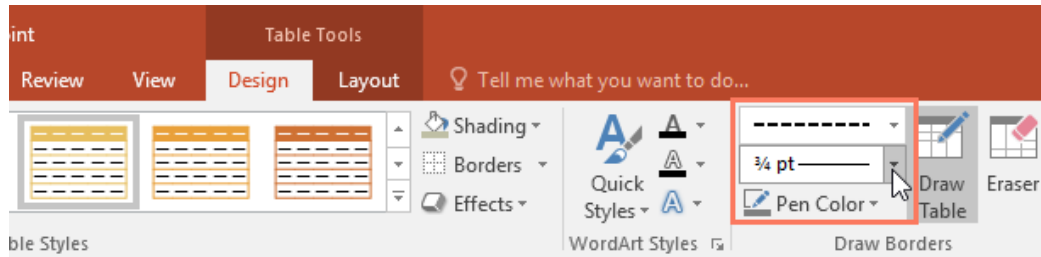 int
Table Tools
Review View Design Layout Tell me what you want to do...
Shading
Borders
Effects
Quick
Styles
¾ pt
Pen Color
Draw
Table
Eraser
ble Styles
WordArt Styles
Draw Borders